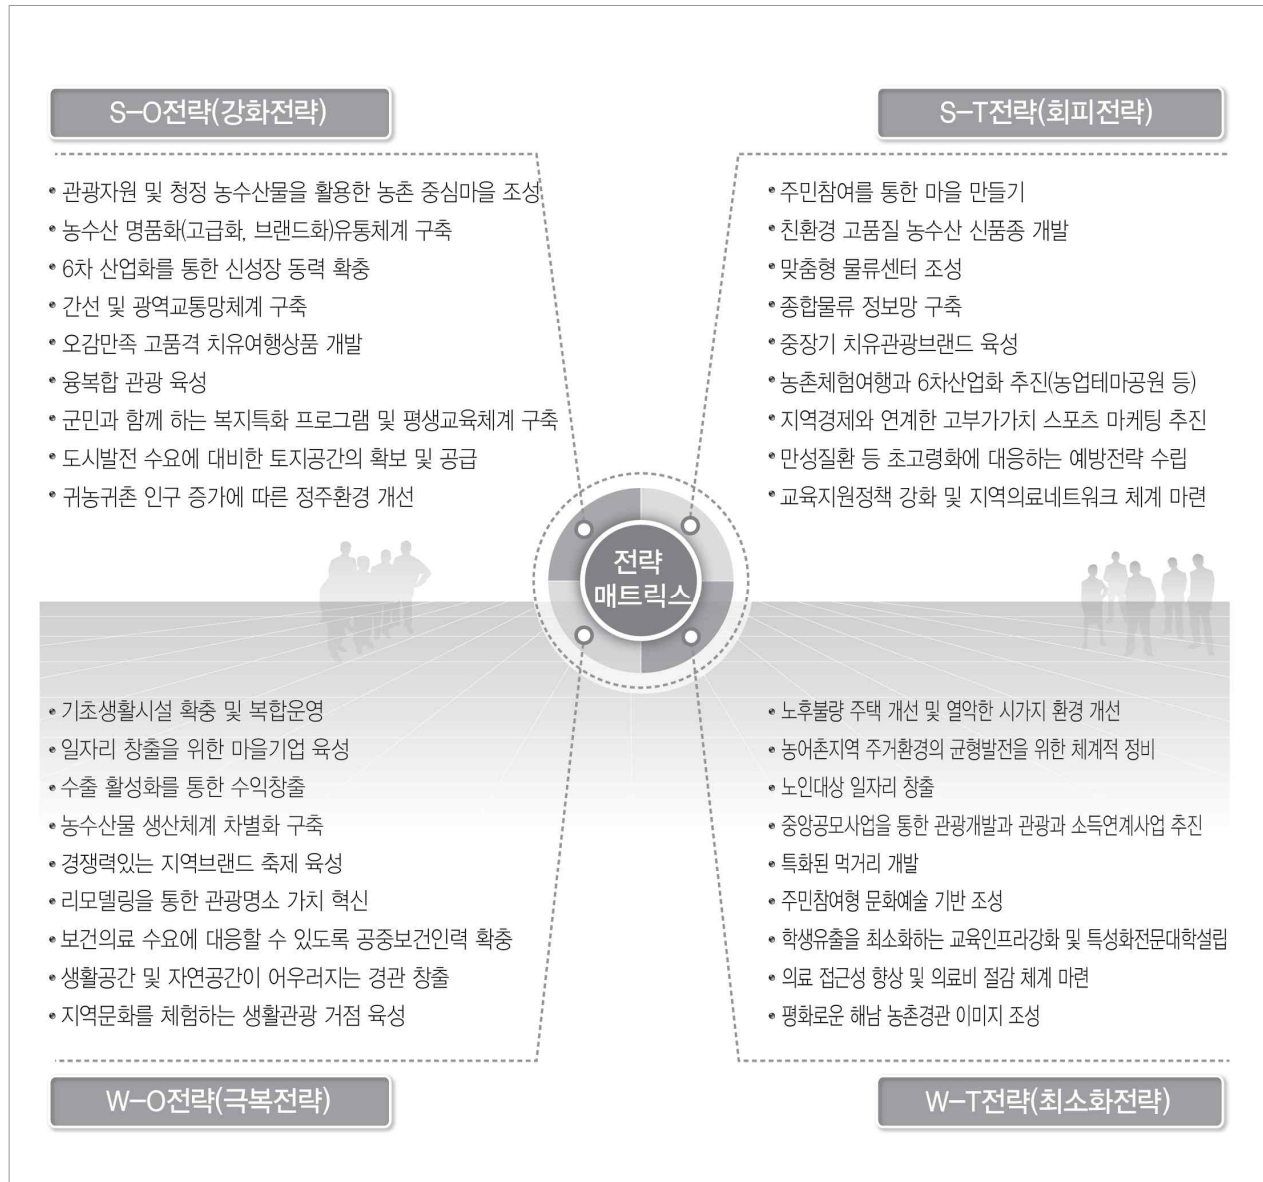 S-O전략(강화전략)
• 관광자원 및 청정 농수산물을 활용한 농촌 중심마을 조성
• 농수산 명품화(고급화, 브랜드화)유통체계 구축
• 6차 산업화를 통한 신성장 동력 확충
• 간선 및 광역교통망체계 구축
• 오감만족 고품격 치유여행상품 개발
• 융복합 관광 육성
• 군민과 함께 하는 복지특화 프로그램 및 평생교육체계 구축
• 도시발전 수요에 대비한 토지공간의 확보 및 공급
• 귀농귀촌 인구 증가에 따른 정주환경 개선
S-T전략(회피전략)
• 주민참여를 통한 마을 만들기
• 친환경 고품질 농수산 신품종 개발
• 맞춤형 물류센터 조성
• 종합물류 정보망 구축
• 중장기 치유관광브랜드 육성
• 농촌체험여행과 6차산업화 추진(농업테마공원 등)
• 지역경제와 연계한 고부가가치 스포츠 마케팅 추진
• 만성질환 등 초고령화에 대응하는 예방전략 수립
• 교육지원정책 강화 및 지역의료네트워크 체계 마련
전략
매트릭스
• 기초생활시설 확충 및 복합운영
• 일자리 창출을 위한 마을기업 육성
• 수출 활성화를 통한 수익창출
• 농수산물 생산체계 차별화 구축
• 경쟁력있는 지역브랜드 축제 육성
• 리모델링을 통한 관광명소 가치 혁신
• 보건의료 수요에 대응할 수 있도록 공중보건인력 확충
• 생활공간 및 자연공간이 어우러지는 경관 창출
• 지역문화를 체험하는 생활관광 거점 육성
W-O전략(극복전략)
• 노후불량 주택 개선 및 열악한 시가지 환경 개선
• 농어촌지역 주거환경의 균형발전을 위한 체계적 정비
• 노인대상 일자리 창출
• 중앙공모사업을 통한 관광개발과 관광과 소득연계사업 추진
• 특화된 먹거리 개발
• 주민참여형 문화예술 기반 조성
• 학생유출을 최소화하는 교육인프라강화 및 특성화전문대학설립
• 의료 접근성 향상 및 의료비 절감 체계 마련
• 평화로운 해남 농촌경관 이미지 조성
W-T전략(최소화전략)